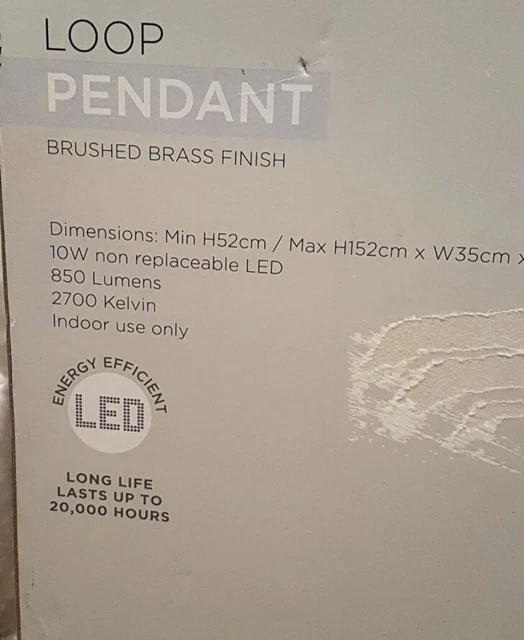 LOOP
PENDANT
BRUSHED BRASS FINISH
Dimensions: Min H52cm / Max H152cm x W35cm x
10W non replaceable LED
850 Lumens
2700 Kelvin
Indoor use only
ENERGY EFFICIENT
LED
LONG LIFE
LASTS UP TO
20,000 HOURS